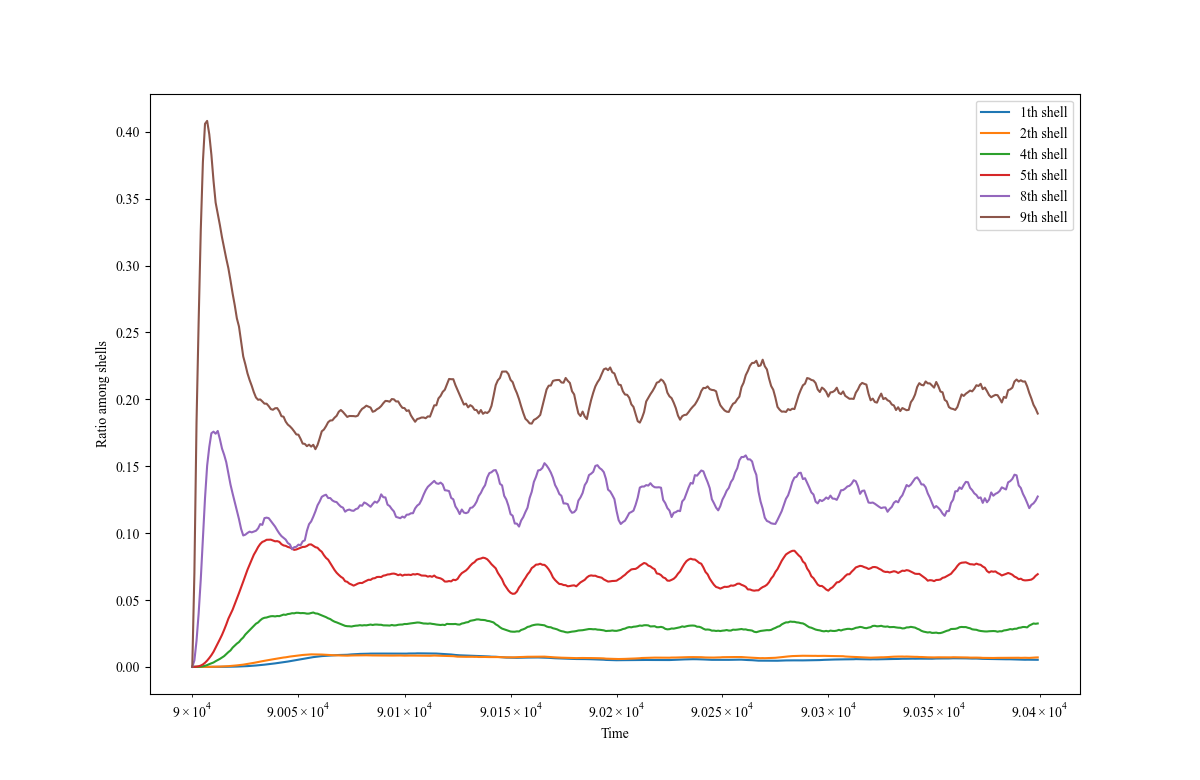 0.40
0.35
0.30
0.25
0.20
0.15
0.10
0.05
0.00
Ratio among shells
9 × 10⁴ 9.005 × 10⁴ 9.01 × 10⁴ 9.015 × 10⁴ 9.02 × 10⁴ 9.025 × 10⁴ 9.03 × 10⁴ 9.035 × 10⁴ 9.04 × 10⁴
Time
1th shell
2th shell
4th shell
5th shell
8th shell
9th shell